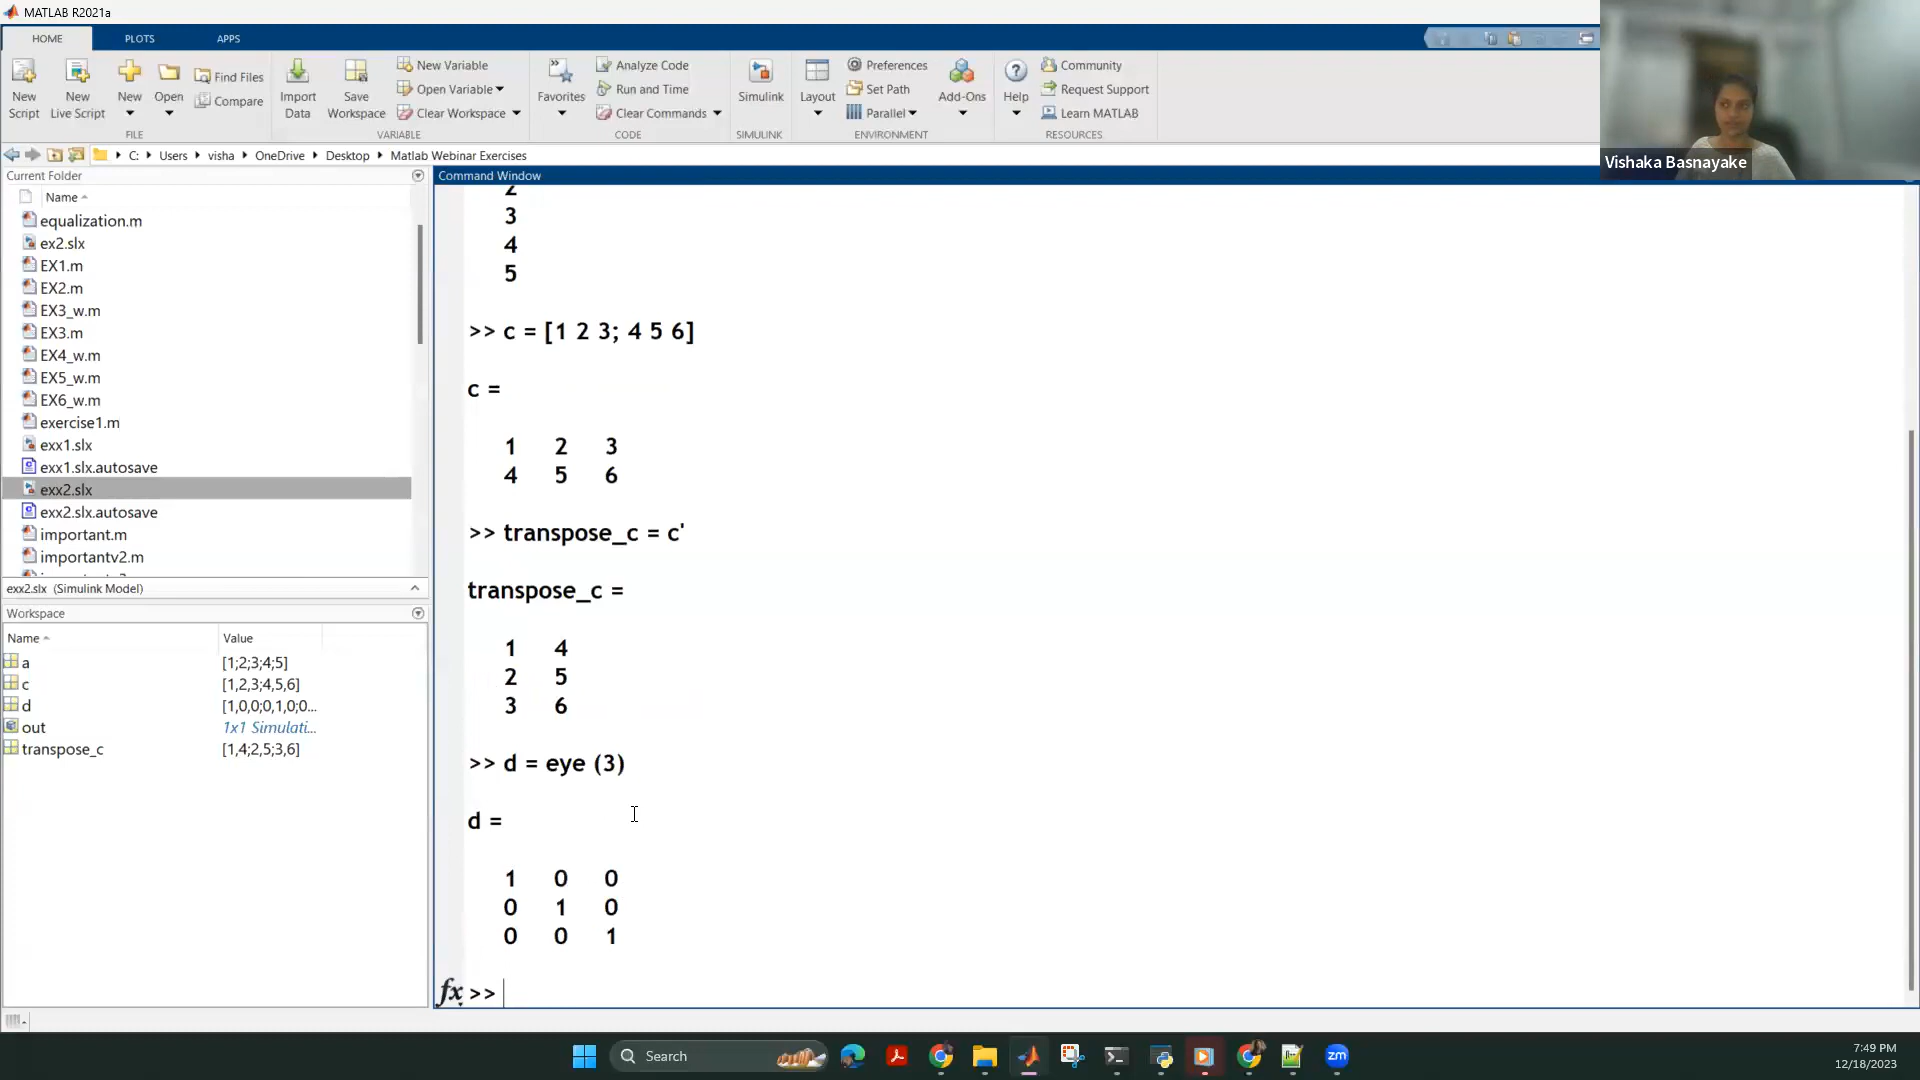 MATLAB R2021a
HOME PLOTS APPS
New Script
New Live Script
New
Open
Find Files
Compare
FILE
Import Data
Save Workspace
New Variable
Open Variable
Clear Workspace
VARIABLE
Favorites
Analyze Code
Run and Time
Clear Commands
CODE
Simulink
SIMULINK
Layout
Preferences
Set Path
Parallel
ENVIRONMENT
Add-Ons
Help
Community
Request Support
Learn MATLAB
RESOURCES
Vishaka Basnayake
C: Users visha OneDrive Desktop Matlab Webinar Exercises
Current Folder
Name
equalization.m
ex2.slx
EX1.m
EX2.m
EX3_w.m
EX3.m
EX4_w.m
EX5_w.m
EX6_w.m
exercise1.m
exx1.slx
exx1.slx.autosave
exx2.slx
exx2.slx.autosave
important.m
importantv2.m
exx2.slx (Simulink Model)
Workspace
Name Value
a [1;2;3;4;5]
c [1,2,3;4,5,6]
d [1,0,0;0,1,0;0...
out 1x1 Simulati...
transpose_c [1,4;2,5;3,6]
Command Window
2
3
4
5
>> c = [1 2 3; 4 5 6]
c =
1 2 3
4 5 6
>> transpose_c = c'
transpose_c =
1 4
2 5
3 6
>> d = eye (3)
d =
1 0 0
0 1 0
0 0 1
fx >>
Search
zm
7:49 PM
12/18/2023